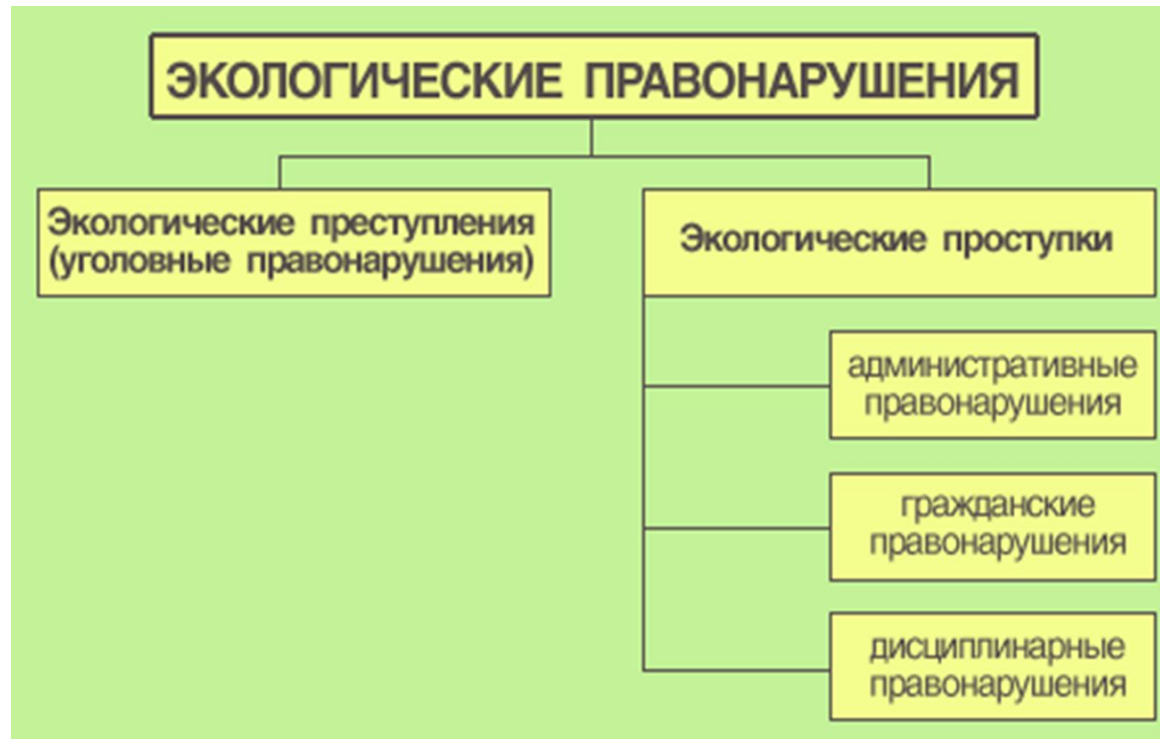 ЭКОЛОГИЧЕСКИЕ ПРАВОНАРУШЕНИЯ
Экологические преступления
(уголовные правонарушения)
Экологические проступки
административные
правонарушения
гражданские
правонарушения
дисциплинарные
правонарушения